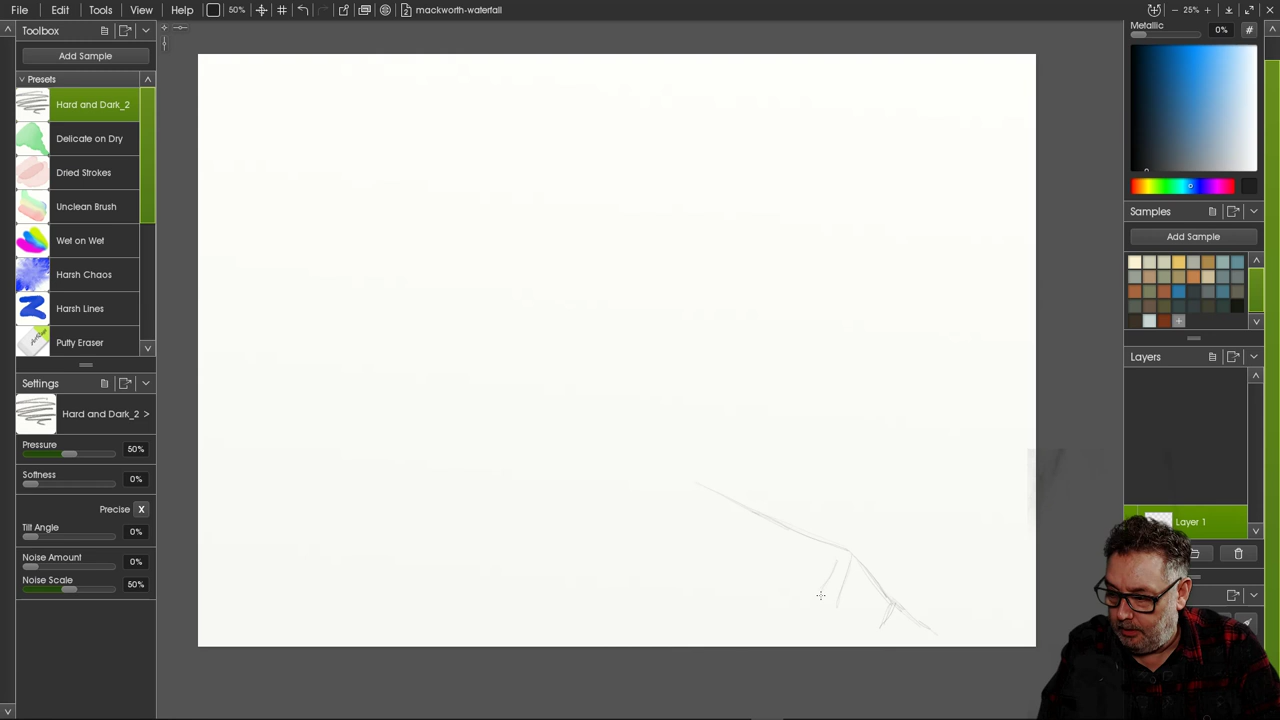 File Edit Tools View Help 50% 2 mackworth-waterfall 25%
Toolbox
Add Sample
Presets
Hard and Dark_2
Delicate on Dry
Dried Strokes
Unclean Brush
Wet on Wet
Harsh Chaos
Harsh Lines
Putty Eraser
Settings
Hard and Dark_2 >
Pressure 50%
Softness 0%
Precise X
Tilt Angle 0%
Noise Amount 0%
Noise Scale 50%
Metallic 0% #
Samples
Add Sample
Layers
Layer 1